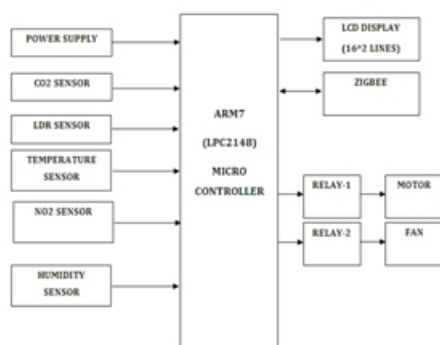 POWER SUPPLY
CO2 SENSOR
LDR SENSOR
TEMPERATURE
SENSOR
NO2 SENSOR
HUMIDITY
SENSOR
ARM7
(LPC2148)
MICRO
CONTROLLER
LCD DISPLAY
(16*2 LINES)
ZIGBEE
RELAY-1
MOTOR
RELAY-2
FAN